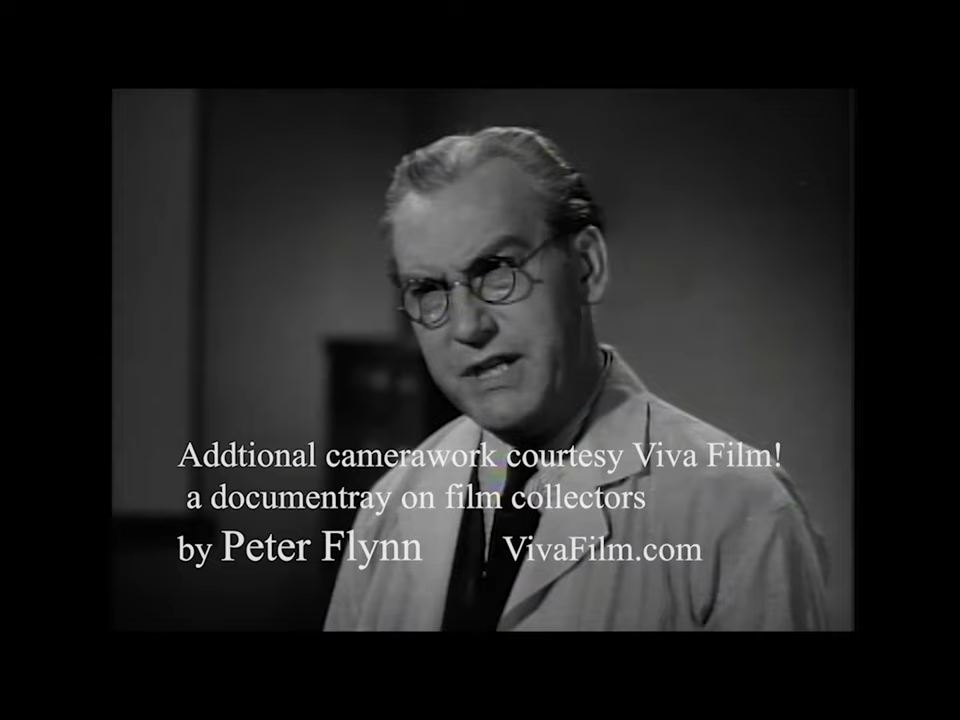 Addtional camerawork courtesy Viva Film!
a documentray on film collectors
by Peter Flynn VivaFilm.com